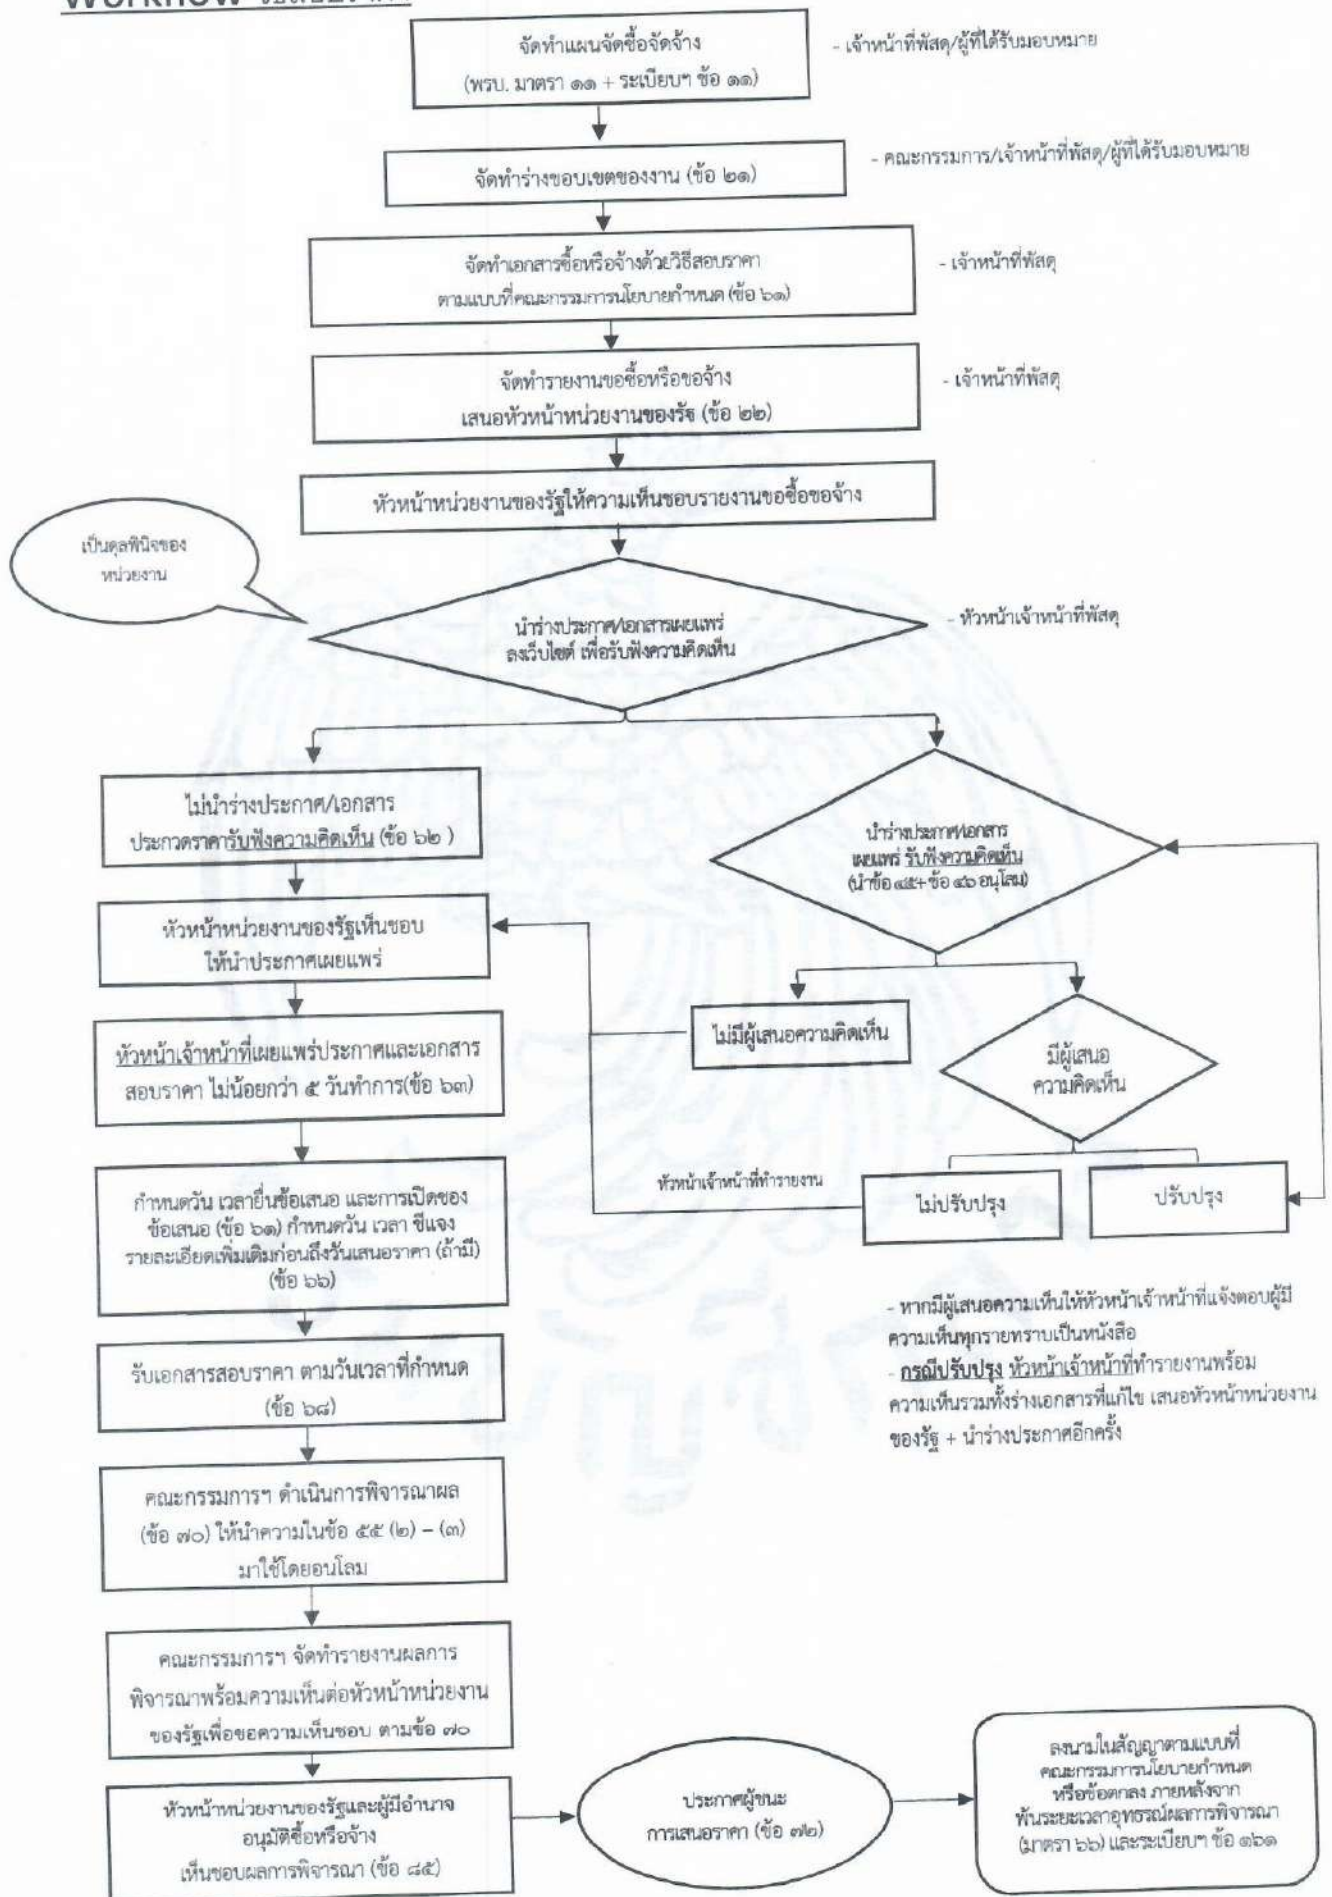 Workflow
จัดทำแผนจัดซื้อจัดจ้าง
(พรบ. มาตรา ๑๑ + ระเบียบฯ ข้อ ๑๑)
- เจ้าหน้าที่พัสดุ/ผู้ที่ได้รับมอบหมาย
จัดทำร่างขอบเขตของงาน (ข้อ ๒๑)
- คณะกรรมการ/เจ้าหน้าที่พัสดุ/ผู้ที่ได้รับมอบหมาย
จัดทำเอกสารซื้อหรือจ้างด้วยวิธีสอบราคา
ตามแบบที่คณะกรรมการนโยบายกำหนด (ข้อ ๖๑)
- เจ้าหน้าที่พัสดุ
จัดทำรายงานขอซื้อหรือขอจ้าง
เสนอหัวหน้าหน่วยงานของรัฐ (ข้อ ๒๒)
- เจ้าหน้าที่พัสดุ
หัวหน้าหน่วยงานของรัฐให้ความเห็นชอบรายงานขอซื้อขอจ้าง
เป็นดุลพินิจของ
หน่วยงาน
นำร่างประกาศ/เอกสารเผยแพร่
ลงเว็บไซต์ เพื่อรับฟังความคิดเห็น
- หัวหน้าเจ้าหน้าที่พัสดุ
ไม่นำร่างประกาศ/เอกสาร
ประกวดราคารับฟังความคิดเห็น (ข้อ ๖๒ )
นำร่างประกาศ/เอกสาร
เผยแพร่ รับฟังความคิดเห็น
(นำข้อ ๔๕+ ข้อ ๔๖ อนุโลม)
หัวหน้าหน่วยงานของรัฐเห็นชอบ
ให้นำประกาศเผยแพร่
ไม่มีผู้เสนอความคิดเห็น
มีผู้เสนอ
ความคิดเห็น
หัวหน้าเจ้าหน้าที่เผยแพร่ประกาศและเอกสาร
สอบราคา ไม่น้อยกว่า ๕ วันทำการ(ข้อ ๖๓)
หัวหน้าเจ้าหน้าที่ทำรายงาน
ไม่ปรับปรุง
ปรับปรุง
กำหนดวัน เวลายื่นข้อเสนอ และการเปิดซอง
ข้อเสนอ (ข้อ ๖๑) กำหนดวัน เวลา ชี้แจง
รายละเอียดเพิ่มเติมก่อนถึงวันเสนอราคา (ถ้ามี)
(ข้อ ๖๖)
- หากมีผู้เสนอความเห็นให้หัวหน้าเจ้าหน้าที่แจ้งตอบผู้มี
ความเห็นทุกรายทราบเป็นหนังสือ
- กรณีปรับปรุง หัวหน้าเจ้าหน้าที่ทำรายงานพร้อม
ความเห็นรวมทั้งร่างเอกสารที่แก้ไข เสนอหัวหน้าหน่วยงาน
ของรัฐ + นำร่างประกาศอีกครั้ง
รับเอกสารสอบราคา ตามวันเวลาที่กำหนด
(ข้อ ๖๘)
คณะกรรมการฯ ดำเนินการพิจารณาผล
(ข้อ ๗๐) ให้นำความในข้อ ๕๕ (๒) – (๓)
มาใช้โดยอนโลม
คณะกรรมการฯ จัดทำรายงานผลการ
พิจารณาพร้อมความเห็นต่อหัวหน้าหน่วยงาน
ของรัฐเพื่อขอความเห็นชอบ ตามข้อ ๗๐
หัวหน้าหน่วยงานของรัฐและผู้มีอำนาจ
อนุมัติซื้อหรือจ้าง
เห็นชอบผลการพิจารณา (ข้อ ๘๕)
ประกาศผู้ชนะ
การเสนอราคา (ข้อ ๗๒)
ลงนามในสัญญาตามแบบที่
คณะกรรมการนโยบายกำหนด
หรือข้อตกลง ภายหลังจาก
พ้นระยะเวลาอุทธรณ์ผลการพิจารณา
(มาตรา ๖๖) และระเบียบฯ ข้อ ๑๖๑